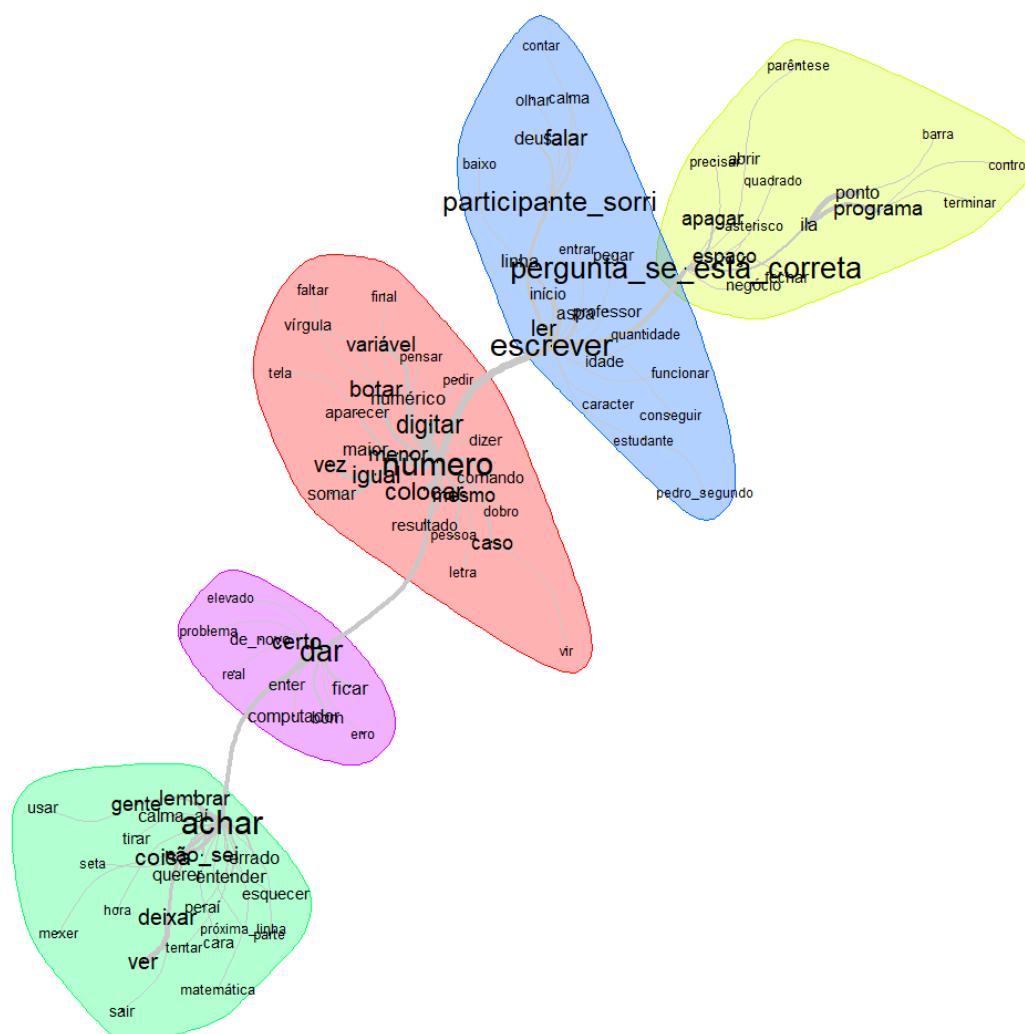 contar
parêntese
olhar
calma
deus
falar
barra
baixo
precisar
abrir
contro
quadrado
ponto
terminar
participante_sorri
programa
apagar
asterisco
ila
entrar
pegar
espaço
linha
pergunta_se_esta_correta
fechar
negócio
faltar
final
início
aspa
professor
vírgula
ler
quantidade
variável
escrever
pensar
idade
tela
pedir
funcionar
botar
numérico
caracter
conseguir
aparecer
digitar
dizer
estudante
maior
menor
vez
numero
igual
comando
somar
colocar
mesmo
pedro_segundo
dobro
resultado
pessoa
caso
letra
elevado
problema
de_novo
certo
dar
vir
real
enter
ficar
computador
bom
erro
lembrar
usar
gente
calma_aí
achar
tirar
coisa
não_sei
errado
seta
querer
entender
esquecer
hora
peraí
deixar
próxima_linha
mexer
parte
tentar
cara
ver
matemática
sair